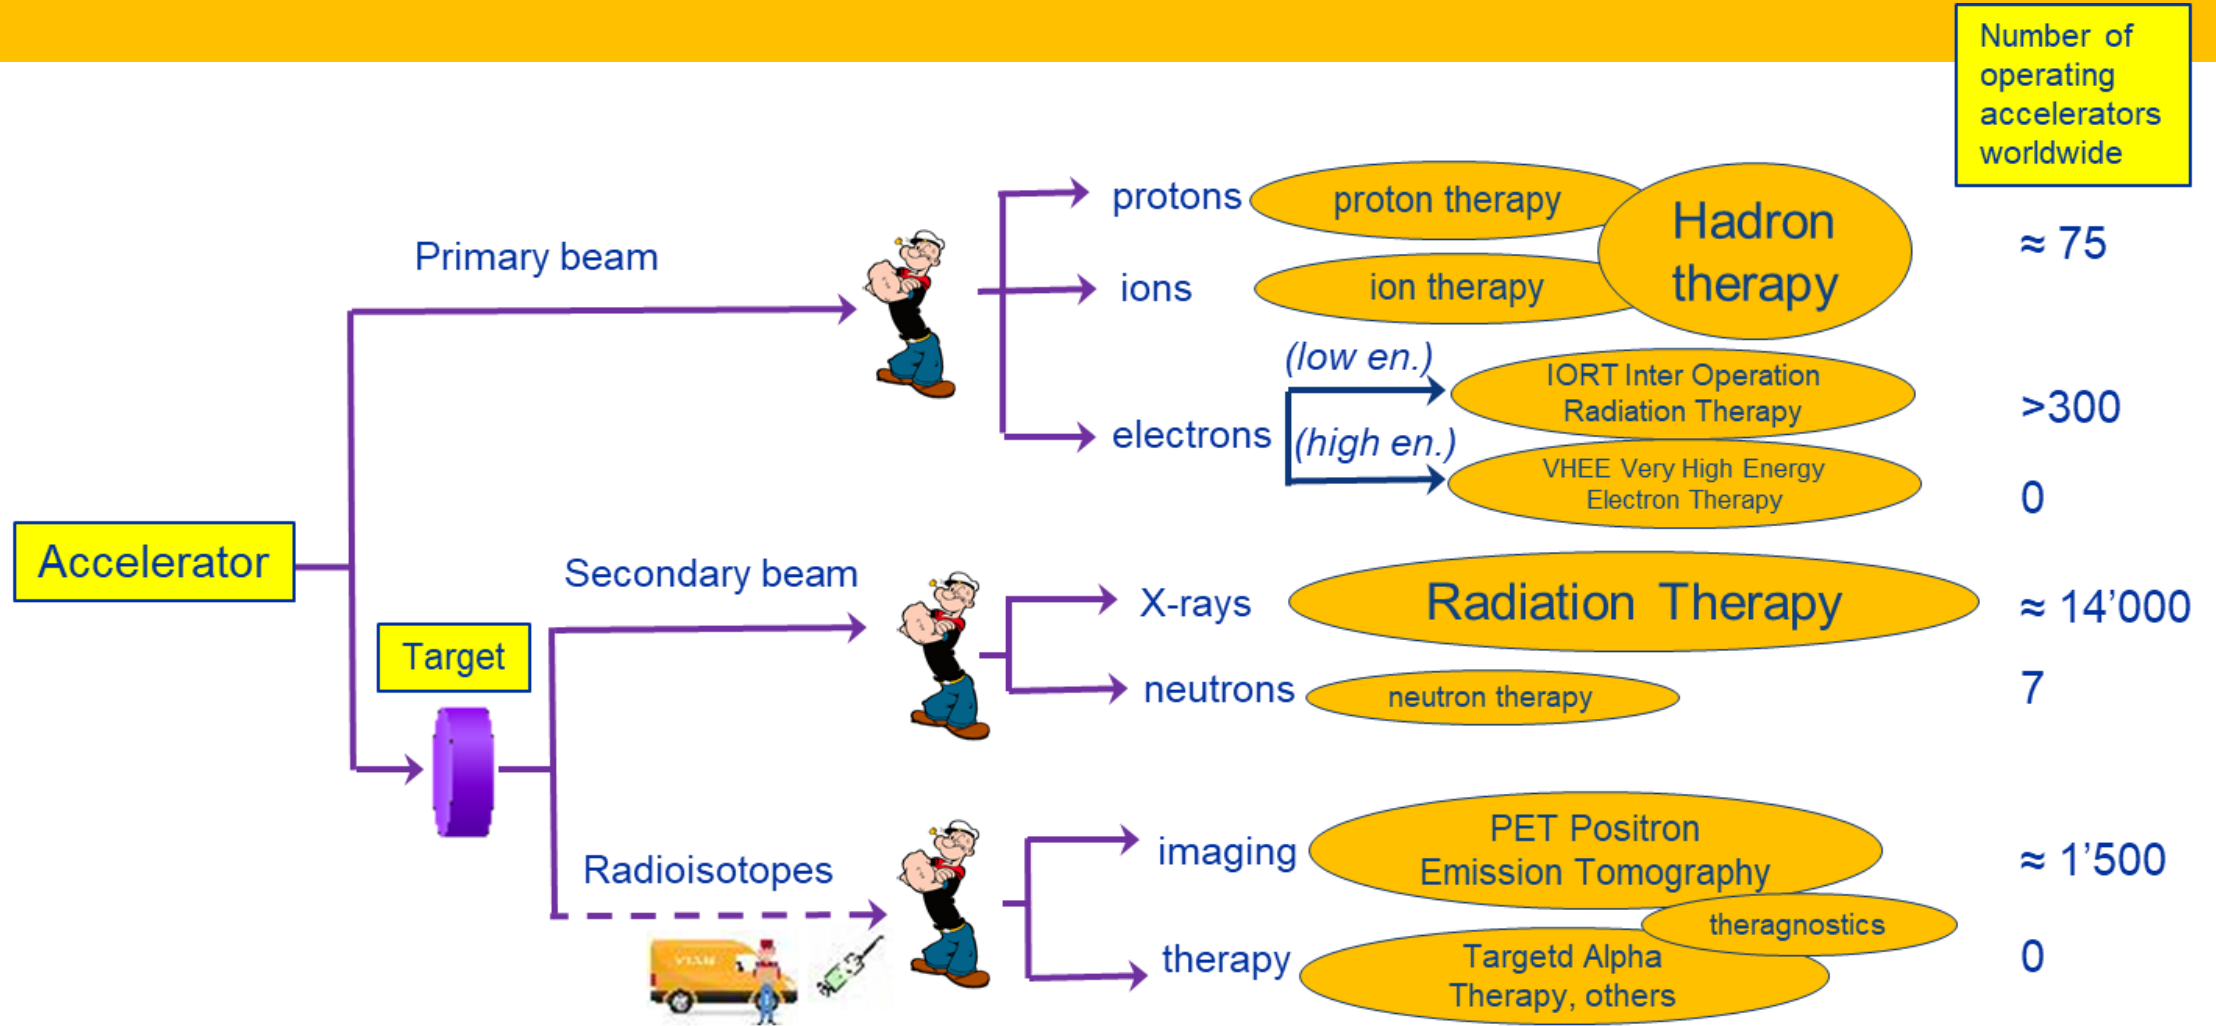 Number of
operating
accelerators
worldwide
protons
proton therapy
Hadron
therapy
≈ 75
Primary beam
ions
ion therapy
(low en.)
IORT Inter Operation
Radiation Therapy
>300
electrons
(high en.)
VHEE Very High Energy
Electron Therapy
0
Accelerator
Secondary beam
X-rays
Radiation Therapy
≈ 14’000
Target
neutrons
neutron therapy
7
Radioisotopes
imaging
PET Positron
Emission Tomography
≈ 1’500
theragnostics
therapy
Targetd Alpha
Therapy, others
0